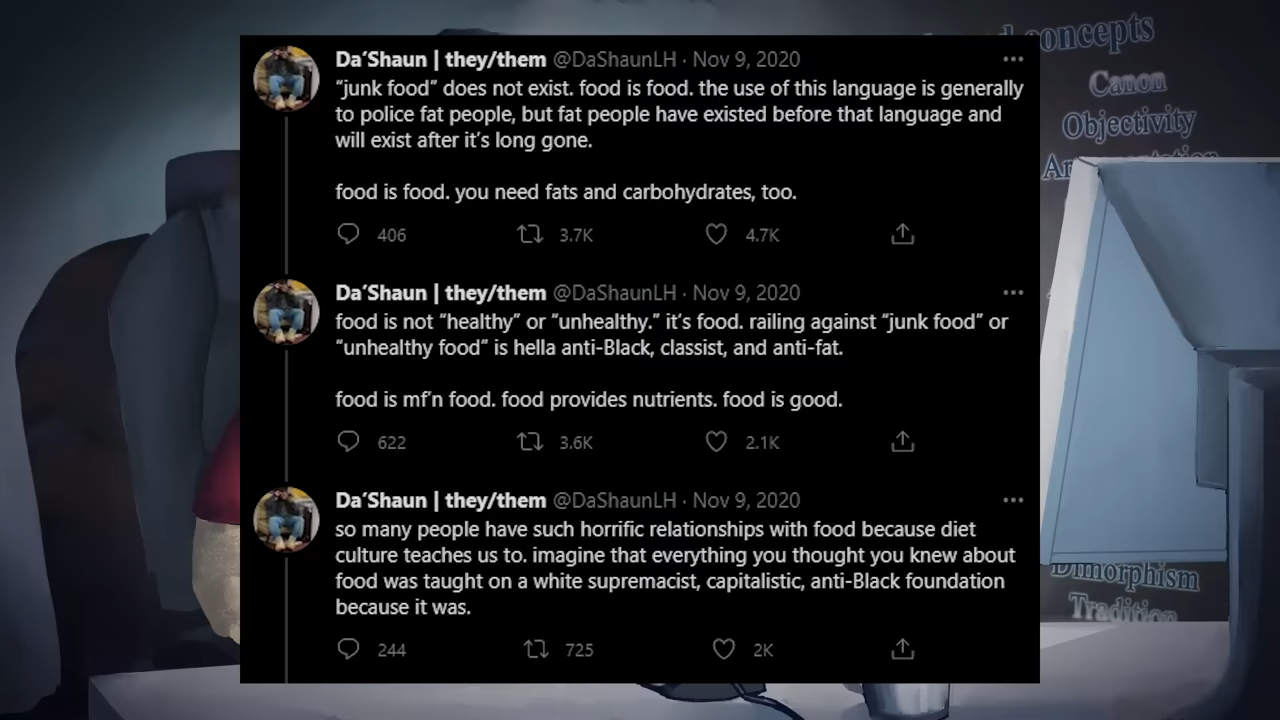 concepts
Canon
Objectivity
Da'Shaun | they/them @DaShaunLH · Nov 9, 2020
“junk food” does not exist. food is food. the use of this language is generally
to police fat people, but fat people have existed before that language and
will exist after it's long gone.
food is food. you need fats and carbohydrates, too.
406 3.7K 4.7K
Da'Shaun | they/them @DaShaunLH · Nov 9, 2020
food is not “healthy” or “unhealthy.” it's food. railing against “junk food” or
“unhealthy food” is hella anti-Black, classist, and anti-fat.
food is mf'n food. food provides nutrients. food is good.
622 3.6K 2.1K
Da'Shaun | they/them @DaShaunLH · Nov 9, 2020
so many people have such horrific relationships with food because diet
culture teaches us to. imagine that everything you thought you knew about
food was taught on a white supremacist, capitalistic, anti-Black foundation
because it was.
244 725 2K
Dimorphism
Tradition